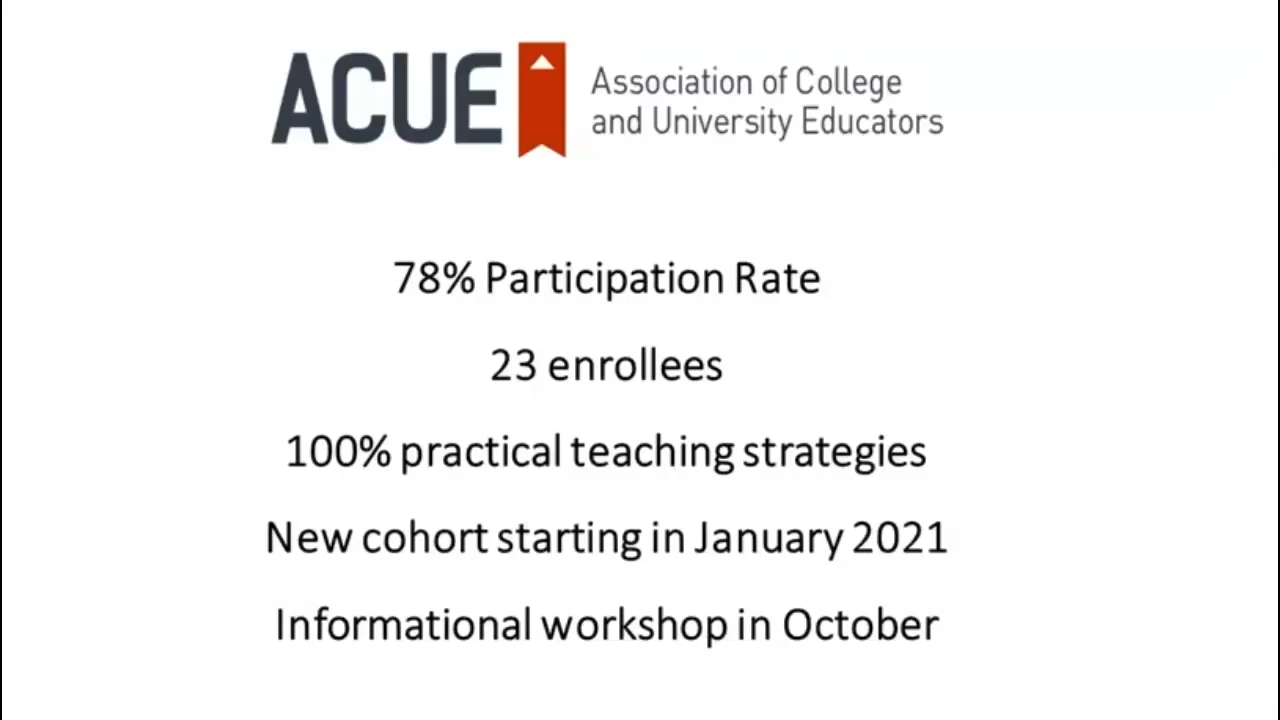 ACUE
Association of College
and University Educators
78% Participation Rate
23 enrollees
100% practical teaching strategies
New cohort starting in January 2021
Informational workshop in October